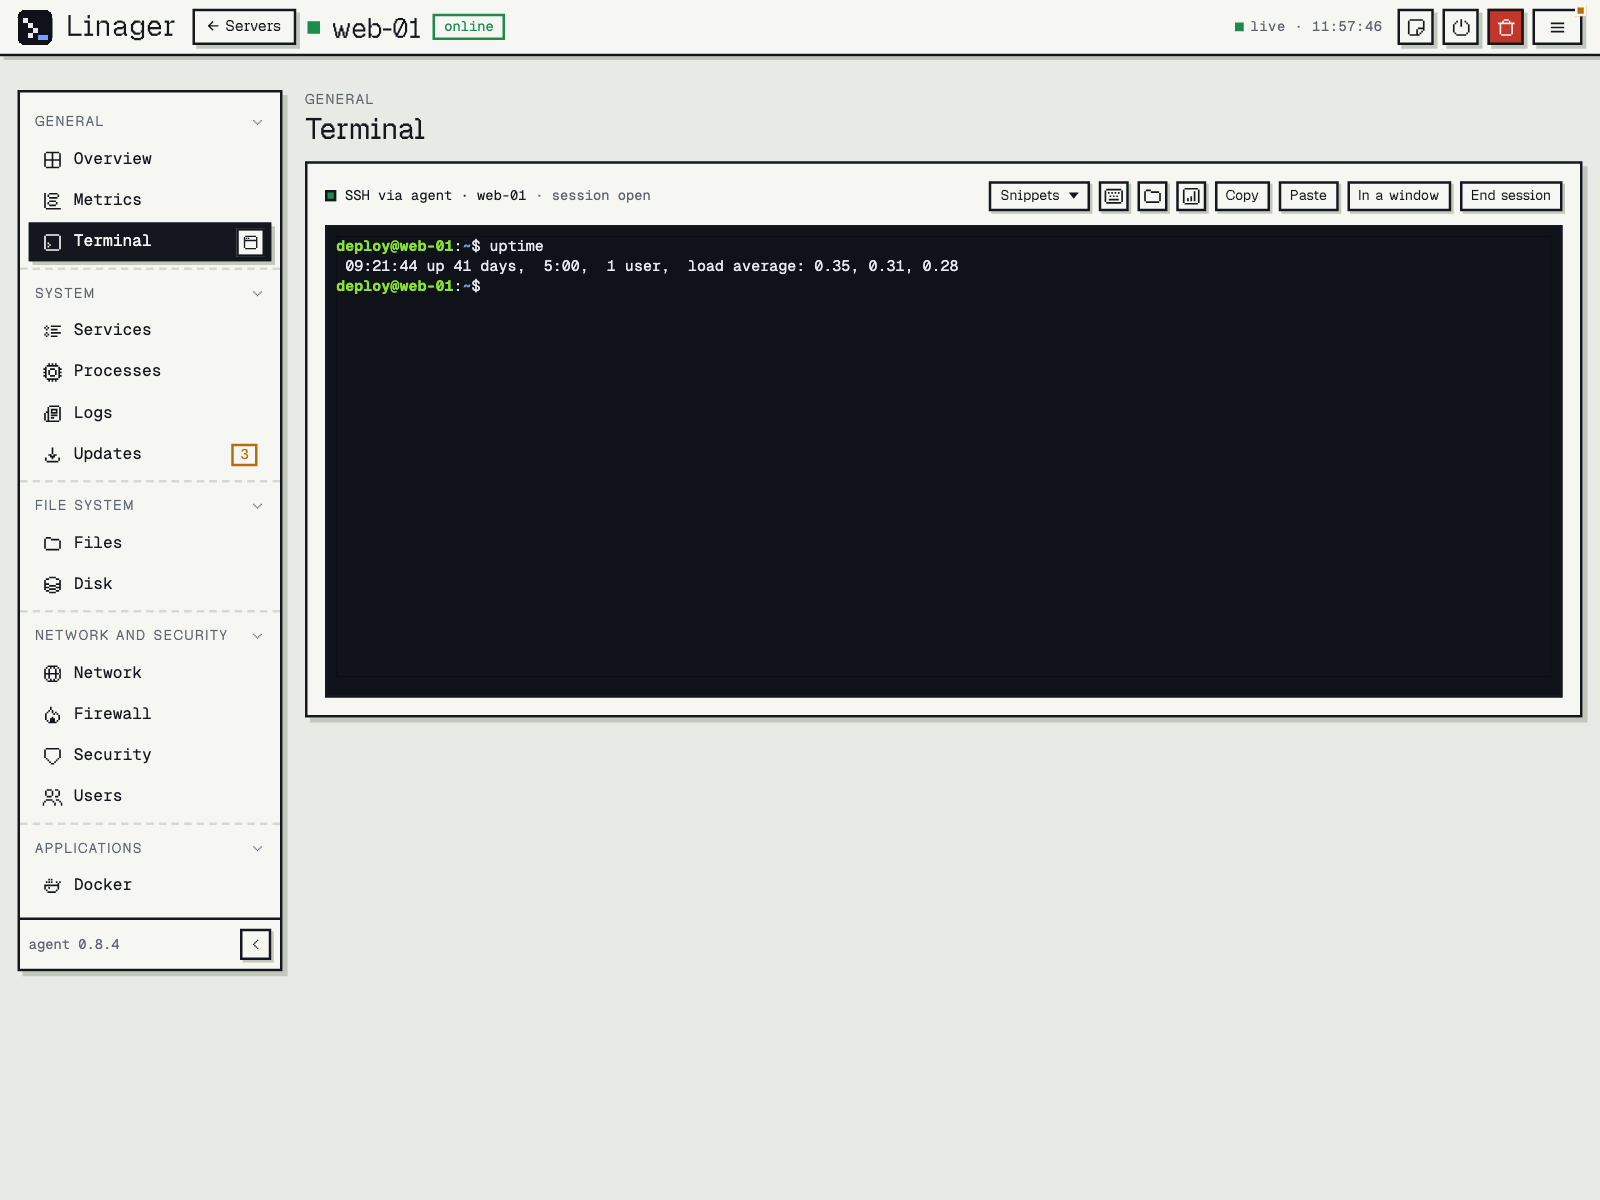 Linager
← Servers
web-01
online
live · 11:57:46
GENERAL
Overview
Metrics
Terminal
SYSTEM
Services
Processes
Logs
Updates
3
FILE SYSTEM
Files
Disk
NETWORK AND SECURITY
Network
Firewall
Security
Users
APPLICATIONS
Docker
agent 0.8.4
GENERAL
Terminal
SSH via agent · web-01 · session open
Snippets
Copy
Paste
In a window
End session
deploy@web-01:~$ uptime
 09:21:44 up 41 days,  5:00,  1 user,  load average: 0.35, 0.31, 0.28
deploy@web-01:~$